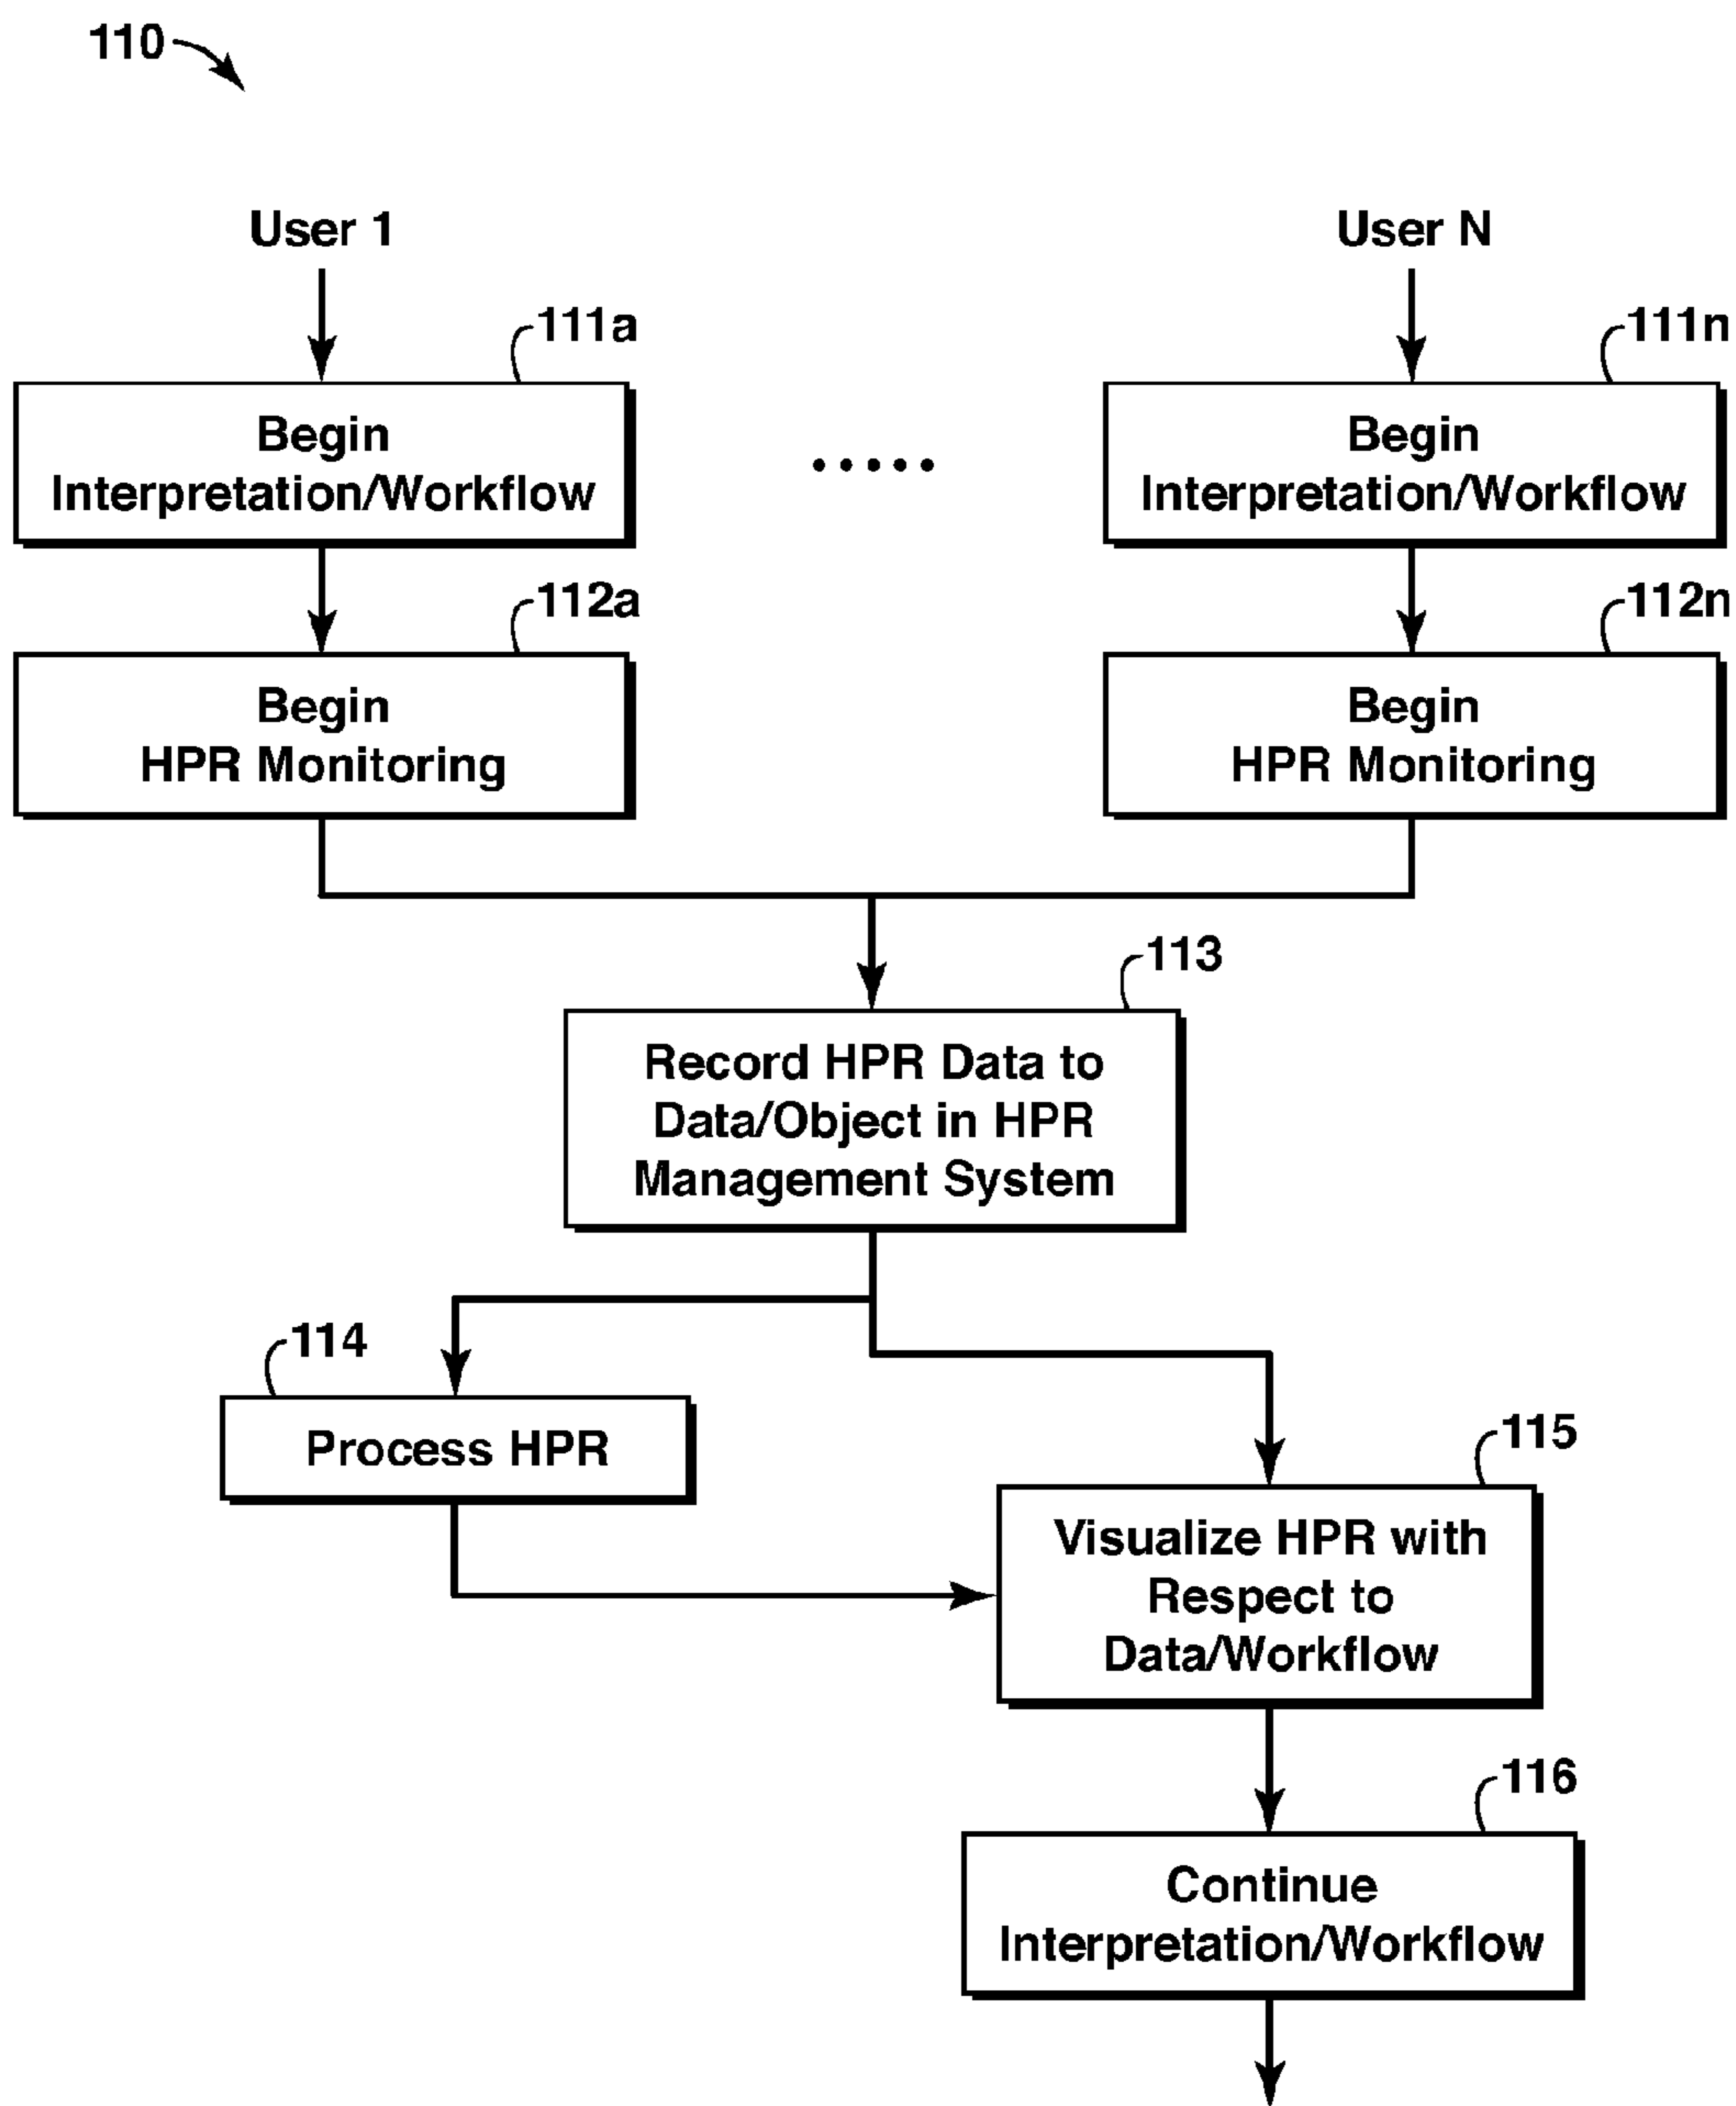 110
User 1
User N
111a
111n
Begin
Interpretation/Workflow
.....
Begin
Interpretation/Workflow
112a
112n
Begin
HPR Monitoring
Begin
HPR Monitoring
113
Record HPR Data to
Data/Object in HPR
Management System
114
Process HPR
115
Visualize HPR with
Respect to
Data/Workflow
116
Continue
Interpretation/Workflow